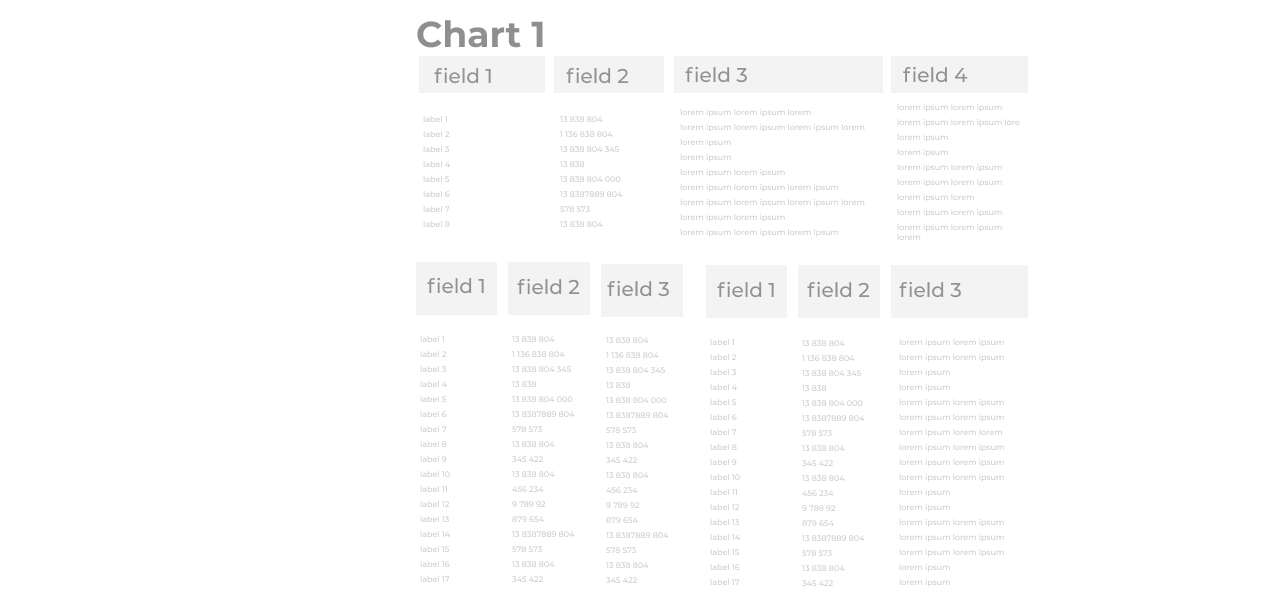 Chart 1
field 1 field 2 field 3 field 4
label 1 13 838 804 lorem ipsum lorem ipsum lorem lorem ipsum lorem ipsum
label 2 1 136 838 804 lorem ipsum lorem ipsum lorem ipsum lorem lorem ipsum lorem ipsum lore
label 3 13 838 804 345 lorem ipsum lorem ipsum
label 4 13 838 lorem ipsum lorem ipsum
label 5 13 838 804 000 lorem ipsum lorem ipsum lorem ipsum lorem ipsum
label 6 13 8387889 804 lorem ipsum lorem ipsum lorem ipsum lorem ipsum lorem ipsum
label 7 578 573 lorem ipsum lorem ipsum lorem ipsum lorem lorem ipsum lorem
label 8 13 838 804 lorem ipsum lorem ipsum lorem ipsum lorem ipsum
lorem ipsum lorem ipsum lorem ipsum lorem ipsum lorem ipsum
lorem
field 1 field 2 field 3 field 1 field 2 field 3
label 1 13 838 804 13 838 804 label 1 13 838 804 lorem ipsum lorem ipsum
label 2 1 136 838 804 1 136 838 804 label 2 1 136 838 804 lorem ipsum lorem ipsum
label 3 13 838 804 345 13 838 804 345 label 3 13 838 804 345 lorem ipsum
label 4 13 838 13 838 label 4 13 838 lorem ipsum
label 5 13 838 804 000 13 838 804 000 label 5 13 838 804 000 lorem ipsum lorem ipsum
label 6 13 8387889 804 13 8387889 804 label 6 13 8387889 804 lorem ipsum lorem ipsum
label 7 578 573 578 573 label 7 578 573 lorem ipsum lorem lorem
label 8 13 838 804 13 838 804 label 8 13 838 804 lorem ipsum lorem ipsum
label 9 345 422 345 422 label 9 345 422 lorem ipsum lorem ipsum
label 10 13 838 804 13 838 804 label 10 13 838 804 lorem ipsum lorem ipsum
label 11 456 234 456 234 label 11 456 234 lorem ipsum
label 12 9 789 92 9 789 92 label 12 9 789 92 lorem ipsum
label 13 879 654 879 654 label 13 879 654 lorem ipsum lorem ipsum
label 14 13 8387889 804 13 8387889 804 label 14 13 8387889 804 lorem ipsum lorem ipsum
label 15 578 573 578 573 label 15 578 573 lorem ipsum lorem ipsum
label 16 13 838 804 13 838 804 label 16 13 838 804 lorem ipsum
label 17 345 422 345 422 label 17 345 422 lorem ipsum